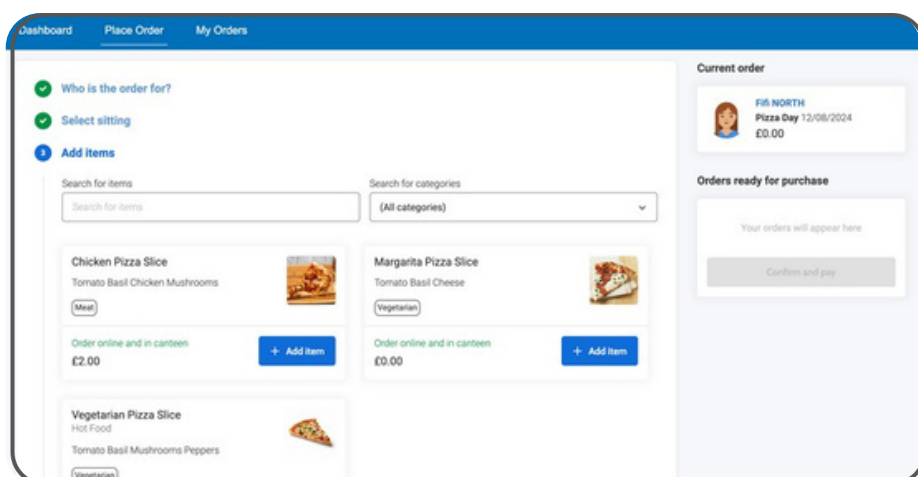 Dashboard Place Order My Orders
Who is the order for?
Select sitting
3 Add items
Search for items
Search for items
Search for categories
(All categories)
Chicken Pizza Slice
Tomato Basil Chicken Mushrooms
Meat
Order online and in canteen
£2.00
+ Add item
Margarita Pizza Slice
Tomato Basil Cheese
Vegetarian
Order online and in canteen
£0.00
+ Add item
Vegetarian Pizza Slice
Hot Food
Tomato Basil Mushrooms Peppers
Vegetarian
Current order
Fifi NORTH
Pizza Day 12/08/2024
£0.00
Orders ready for purchase
Your orders will appear here
Confirm and pay